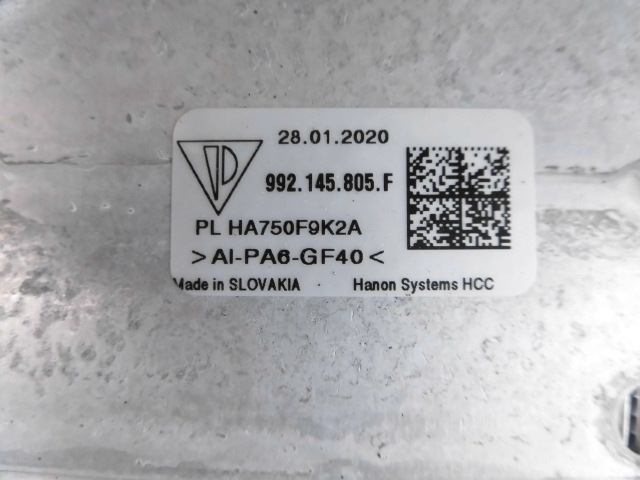 28.01.2020
992.145.805.F
PL HA750F9K2A
>Al-PA6-GF40<
Made in SLOVAKIA Hanon Systems HCC